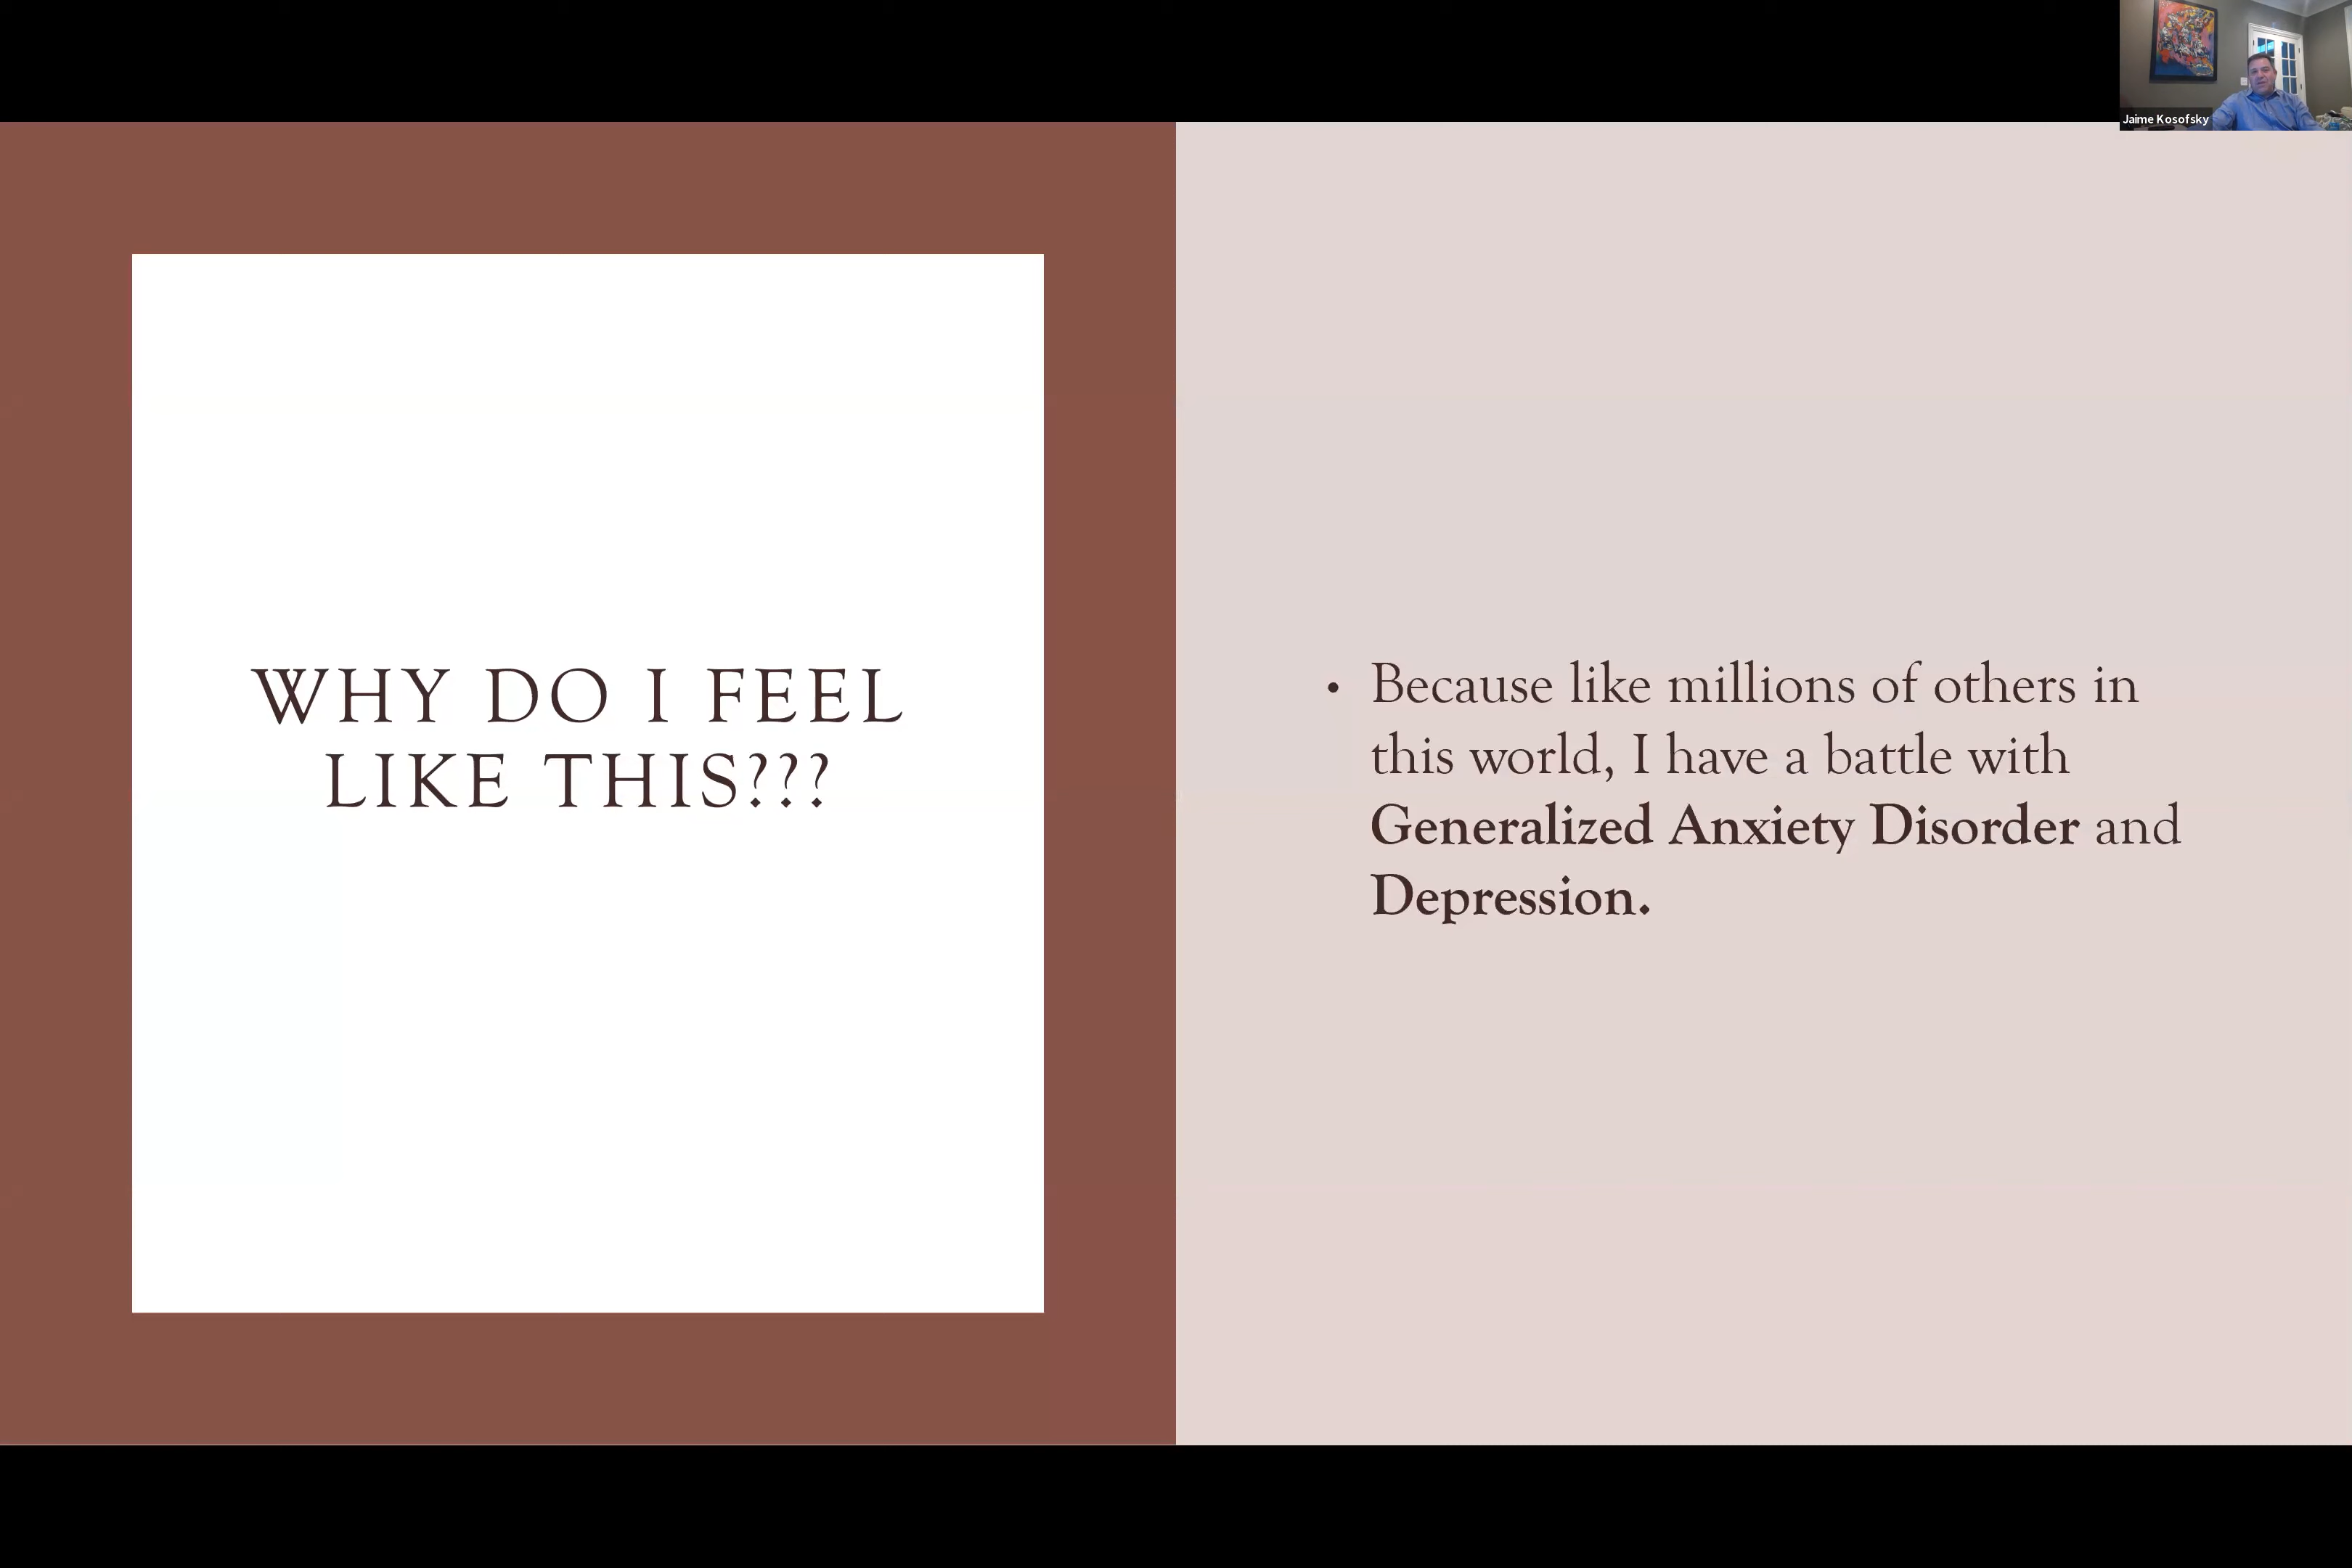 Jaime Kosofsky
WHY DO I FEEL
LIKE THIS???
• Because like millions of others in
this world, I have a battle with
Generalized Anxiety Disorder and
Depression.